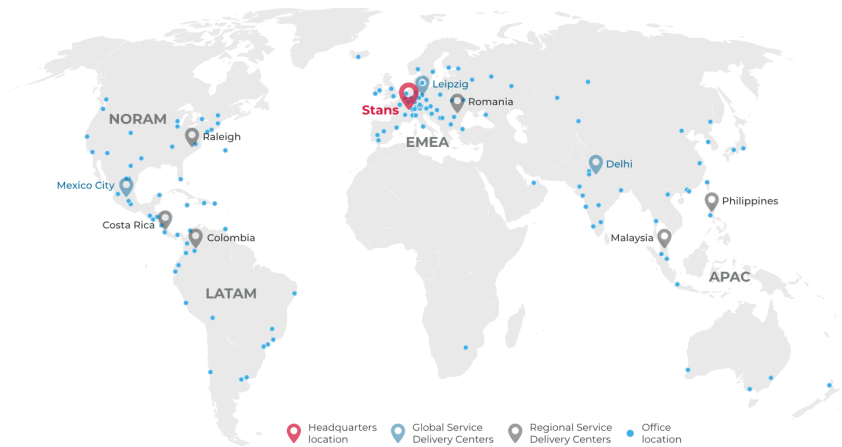 Leipzig
Stans
Romania
NORAM
Raleigh
EMEA
Delhi
Mexico City
Philippines
Costa Rica
Colombia
Malaysia
APAC
LATAM
Headquarters
location
Global Service
Delivery Centers
Regional Service
Delivery Centers
Office
location